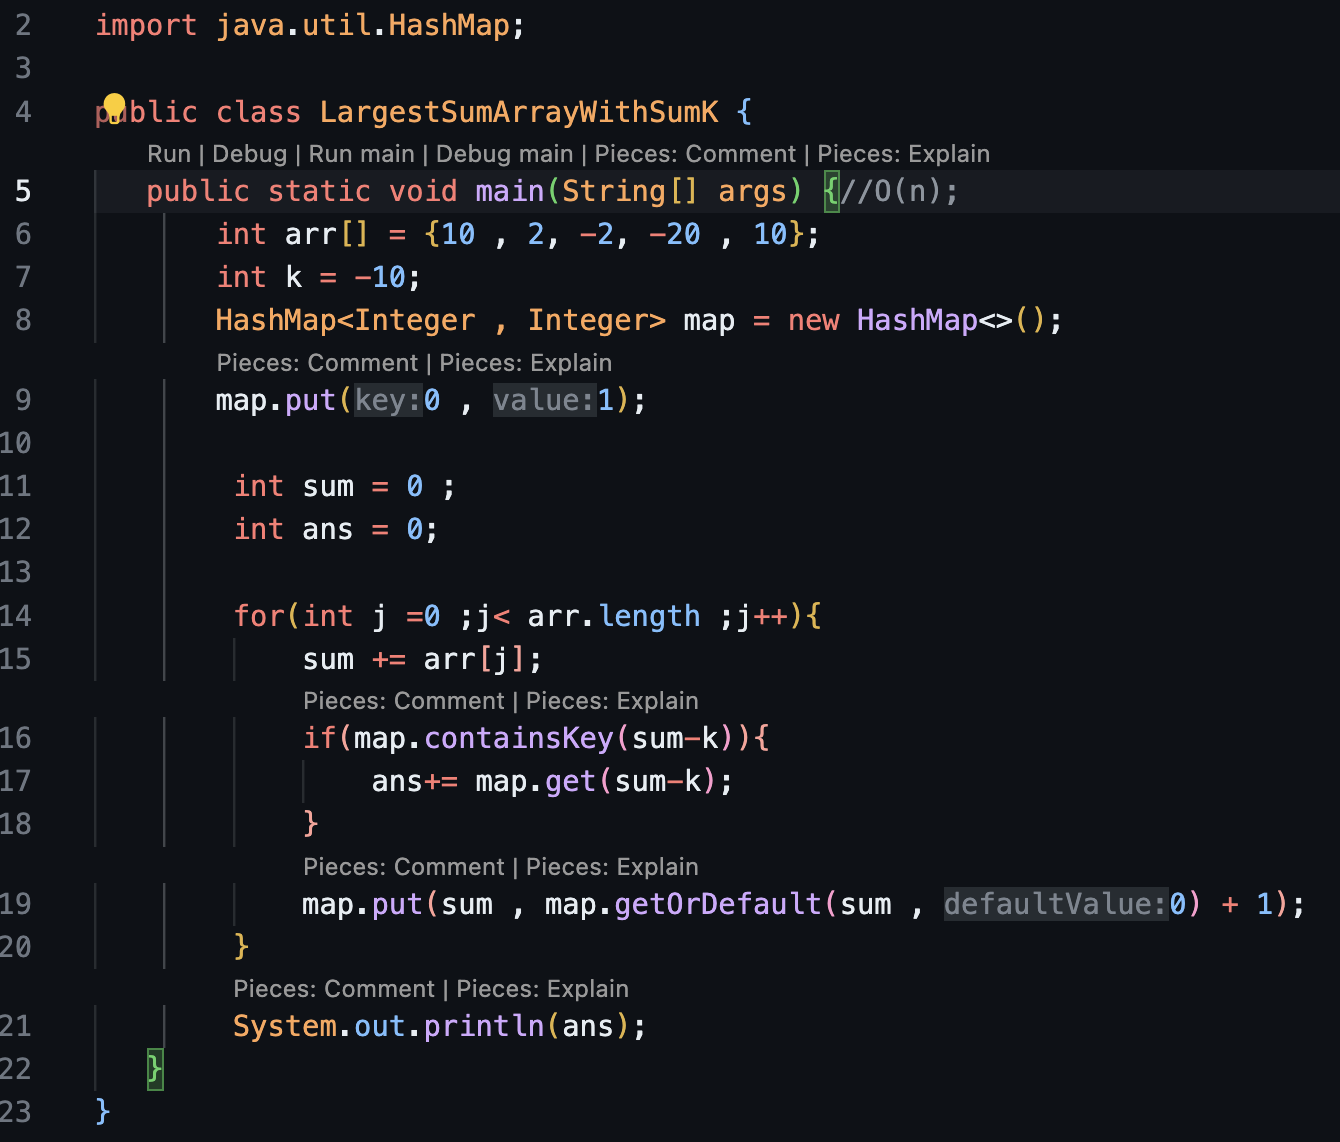 2 import java.util.HashMap;
3
4 public class LargestSumArrayWithSumK {
Run | Debug | Run main | Debug main | Pieces: Comment | Pieces: Explain
5 public static void main(String[] args) {//O(n);
6 int arr[] = {10 , 2, -2, -20 , 10};
7 int k = -10;
8 HashMap<Integer , Integer> map = new HashMap<>();
Pieces: Comment | Pieces: Explain
9 map.put(key:0 , value:1);
10
11 int sum = 0 ;
12 int ans = 0;
13
14 for(int j =0 ;j< arr.length ;j++){
15 sum += arr[j];
Pieces: Comment | Pieces: Explain
16 if(map.containsKey(sum-k)){
17 ans+= map.get(sum-k);
18 }
Pieces: Comment | Pieces: Explain
19 map.put(sum , map.getOrDefault(sum , defaultValue:0) + 1);
20 }
Pieces: Comment | Pieces: Explain
21 System.out.println(ans);
22 }
23 }